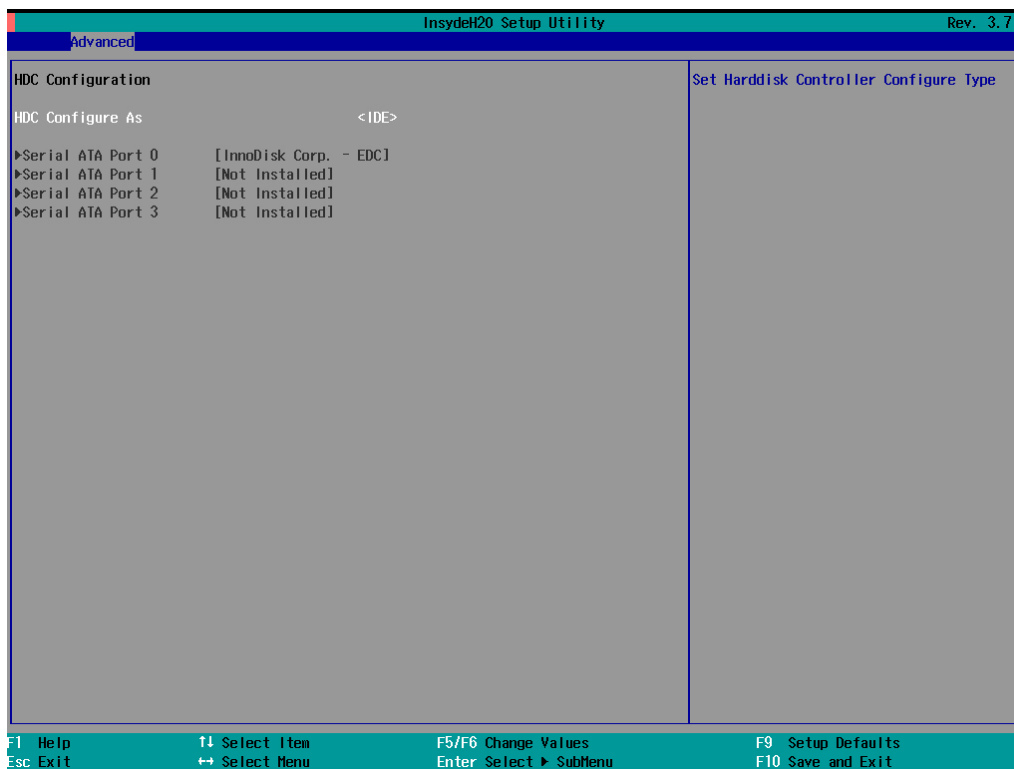 InsydeH20 Setup Utility Rev. 3.7
Advanced
HDC Configuration
Set Harddisk Controller Configure Type
HDC Configure As <IDE>
▶Serial ATA Port 0 [InnoDisk Corp. - EDC]
▶Serial ATA Port 1 [Not Installed]
▶Serial ATA Port 2 [Not Installed]
▶Serial ATA Port 3 [Not Installed]
F1 Help ↑↓ Select Item F5/F6 Change Values F9 Setup Defaults
Esc Exit ↔ Select Menu Enter Select ▶ SubMenu F10 Save and Exit